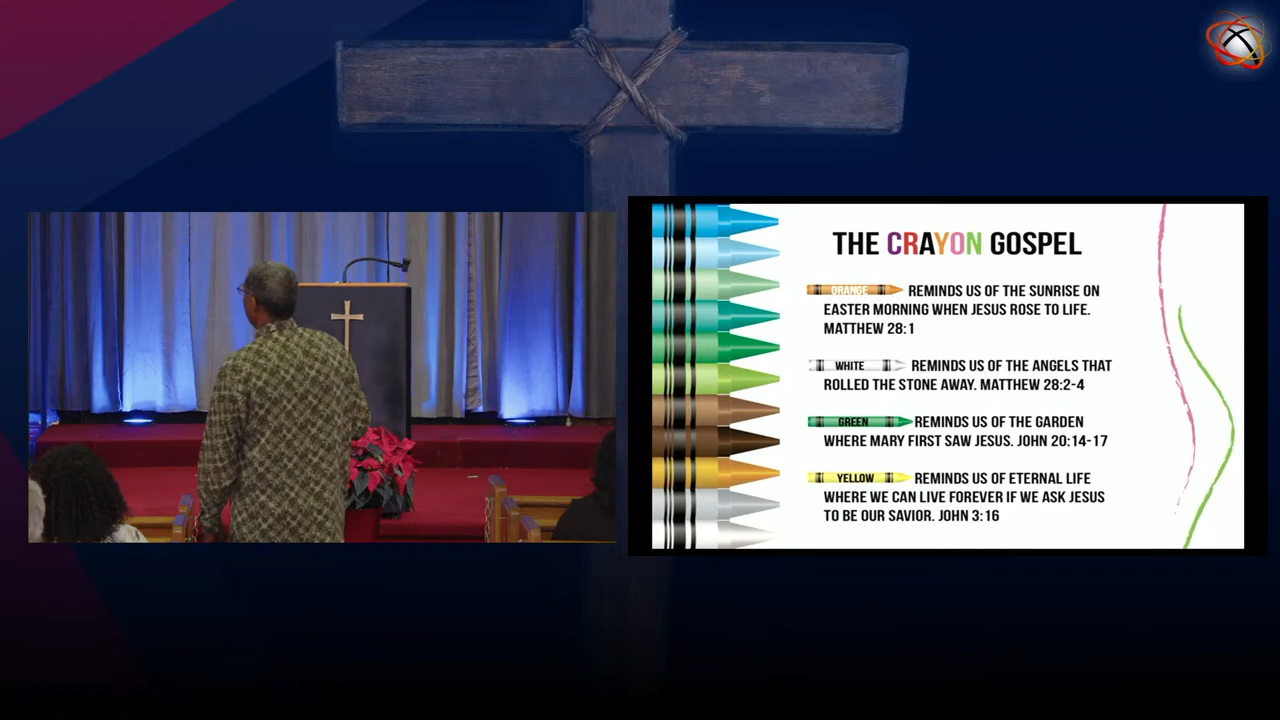 THE CRAYON GOSPEL
ORANGE REMINDS US OF THE SUNRISE ON
EASTER MORNING WHEN JESUS ROSE TO LIFE.
MATTHEW 28:1
WHITE REMINDS US OF THE ANGELS THAT
ROLLED THE STONE AWAY. MATTHEW 28:2-4
GREEN REMINDS US OF THE GARDEN
WHERE MARY FIRST SAW JESUS. JOHN 20:14-17
YELLOW REMINDS US OF ETERNAL LIFE
WHERE WE CAN LIVE FOREVER IF WE ASK JESUS
TO BE OUR SAVIOR. JOHN 3:16